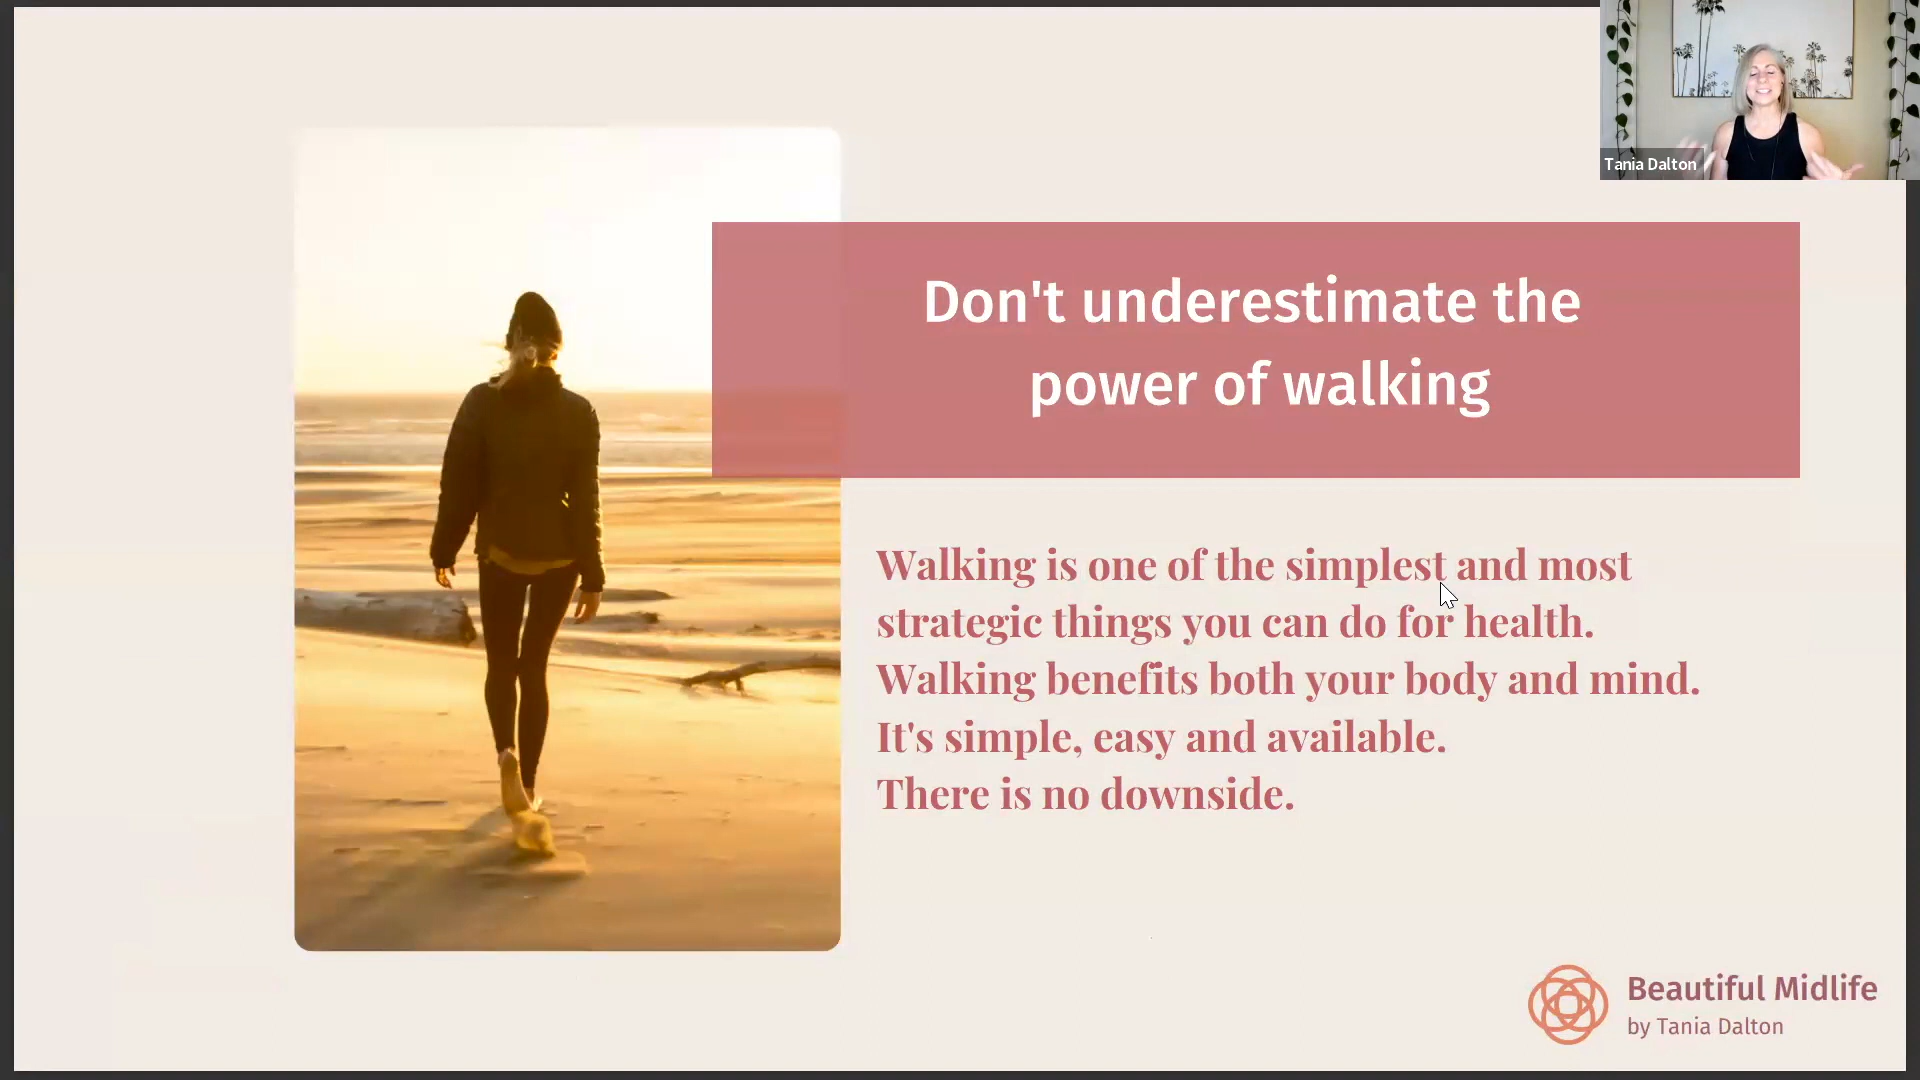 Tania Dalton
Don't underestimate the
power of walking
Walking is one of the simplest and most
strategic things you can do for health.
Walking benefits both your body and mind.
It's simple, easy and available.
There is no downside.
Beautiful Midlife
by Tania Dalton